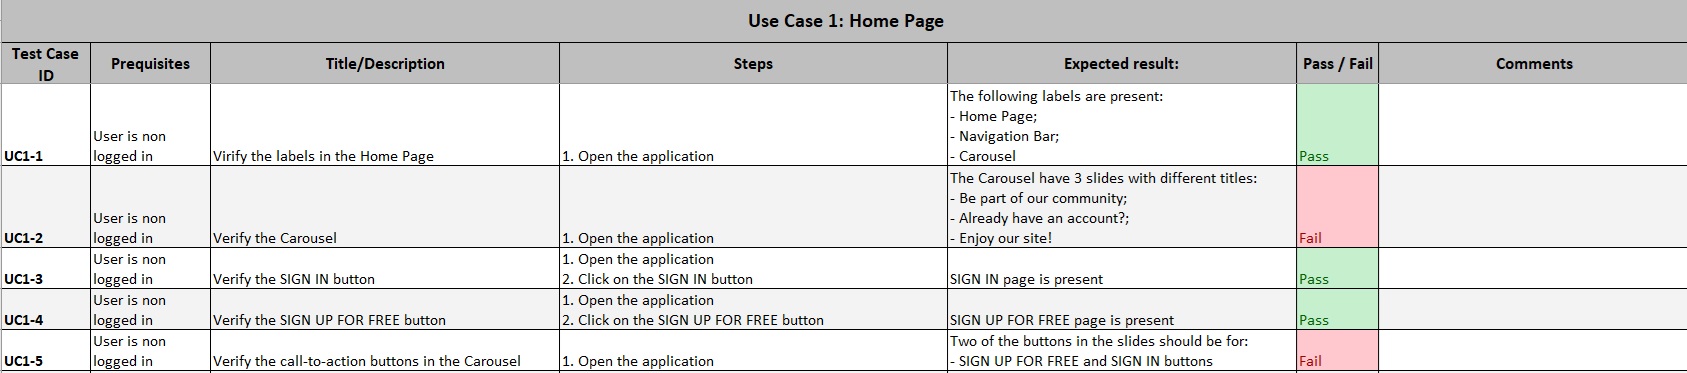 Use Case 1: Home Page
Test Case ID Prequisites Title/Description Steps Expected result: Pass / Fail Comments
The following labels are present:
- Home Page;
User is non - Navigation Bar;
UC1-1 logged in Virify the labels in the Home Page 1. Open the application - Carousel Pass
The Carousel have 3 slides with different titles:
- Be part of our community;
User is non - Already have an account?;
UC1-2 logged in Verify the Carousel 1. Open the application - Enjoy our site! Fail
User is non 1. Open the application
UC1-3 logged in Verify the SIGN IN button 2. Click on the SIGN IN button SIGN IN page is present Pass
User is non 1. Open the application
UC1-4 logged in Verify the SIGN UP FOR FREE button 2. Click on the SIGN UP FOR FREE button SIGN UP FOR FREE page is present Pass
User is non Two of the buttons in the slides should be for:
UC1-5 logged in Verify the call-to-action buttons in the Carousel 1. Open the application - SIGN UP FOR FREE and SIGN IN buttons Fail